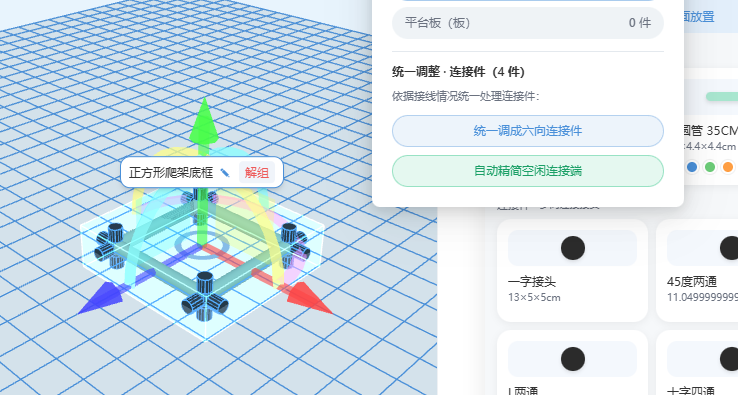 平台板（板）
0 件
面放置
统一调整 · 连接件（4 件）
依据接线情况统一处理连接件：
统一调成六向连接件
自动精简空闲连接端
正方形爬架底框
解组
圆管 35CM
×4.4×4.4cm
一字接头
13×5×5cm
45度两通
11.0499999999
L两通
十字四通